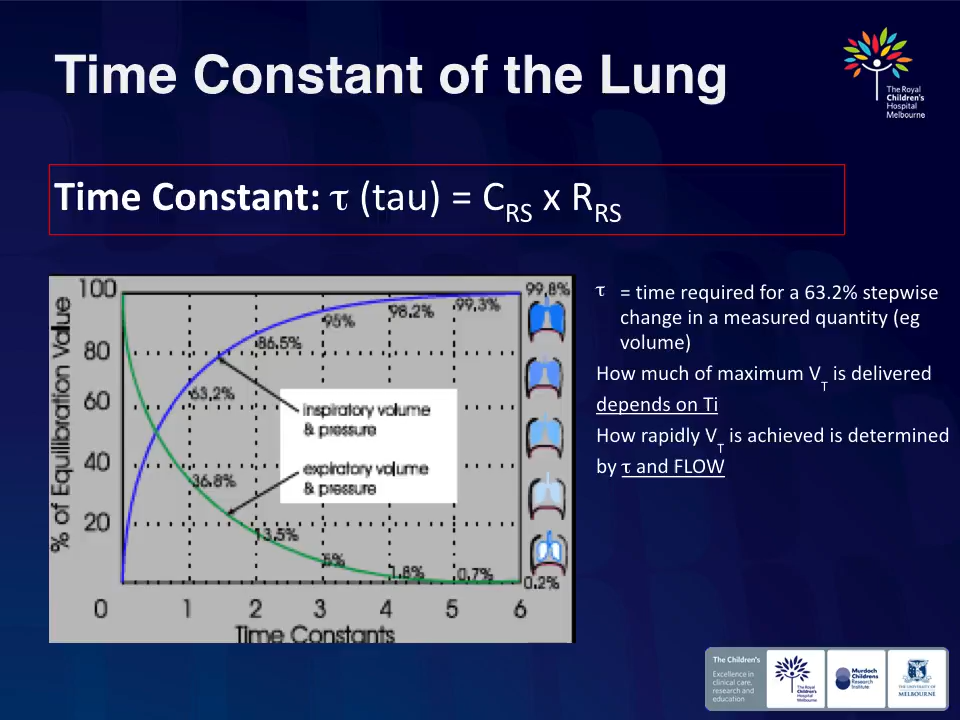 Time Constant of the Lung
The Royal
Children's
Hospital
Melbourne
Time Constant: τ (tau) = CRS x RRS
% of Equilibration Value
100
80
60
40
20
0
1
2
3
4
5
6
Time Constants
63.2%
86.5%
95%
98.2%
99.3%
99.8%
inspiratory volume
& pressure
expiratory volume
& pressure
36.8%
13.5%
5%
1.8%
0.7%
0.2%
τ = time required for a 63.2% stepwise
change in a measured quantity (eg
volume)
How much of maximum VT is delivered
depends on Ti
How rapidly VT is achieved is determined
by τ and FLOW
The Children's
Excellence in
clinical care,
research and
education
The Royal
Children's
Hospital
Melbourne
Murdoch
Childrens
Research
Institute
THE UNIVERSITY OF
MELBOURNE